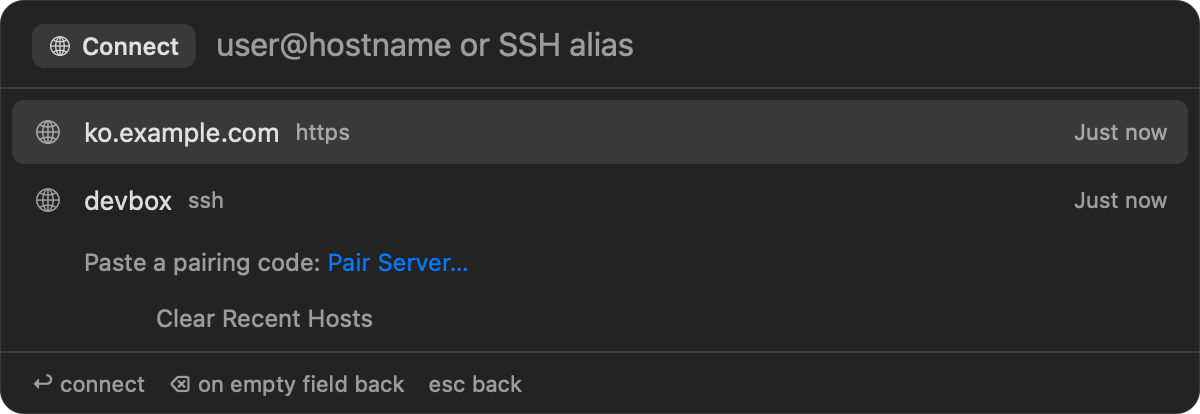 Connect user@hostname or SSH alias
ko.example.com https Just now
devbox ssh Just now
Paste a pairing code: Pair Server...
Clear Recent Hosts
connect on empty field back esc back